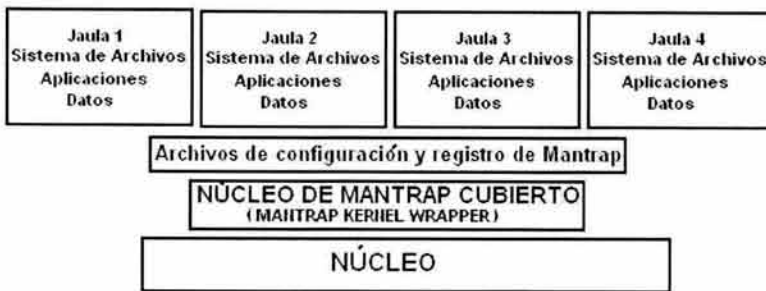 Jaula 1
Sistema de Archivos
Aplicaciones
Datos
Jaula 2
Sistema de Archivos
Aplicaciones
Datos
Jaula 3
Sistema de Archivos
Aplicaciones
Datos
Jaula 4
Sistema de Archivos
Aplicaciones
Datos
Archivos de configuración y registro de Mantrap
NÚCLEO DE MANTRAP CUBIERTO
( MANTRAP KERNEL WRAPPER )
NÚCLEO